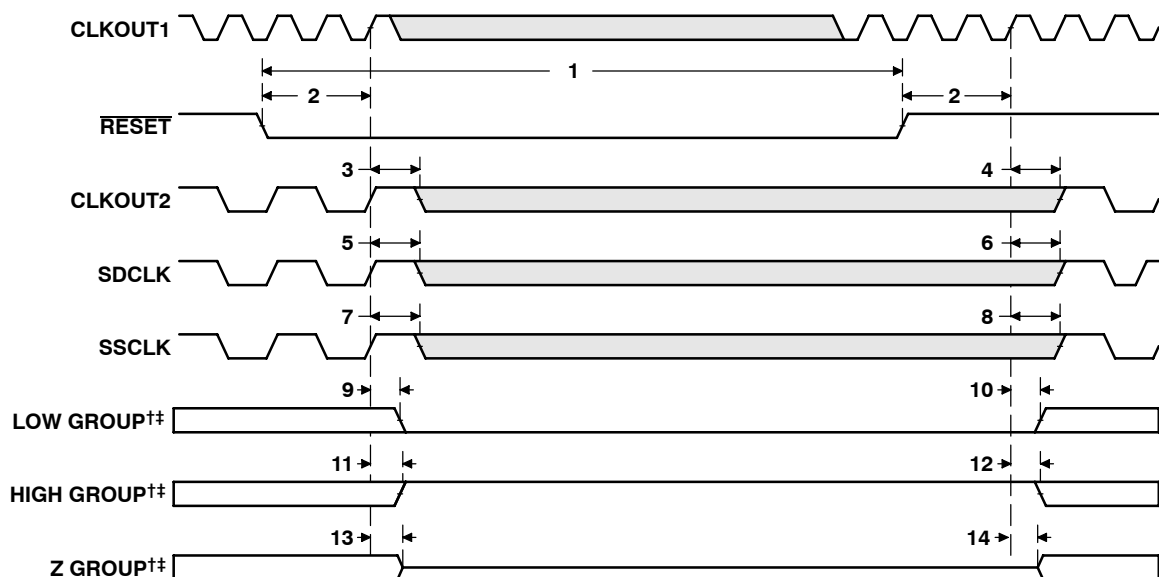 CLKOUT1
1
2 2
RESET
3 4
CLKOUT2
5 6
SDCLK
7 8
SSCLK
9 10
LOW GROUP†‡
11 12
HIGH GROUP†‡
13 14
Z GROUP†‡